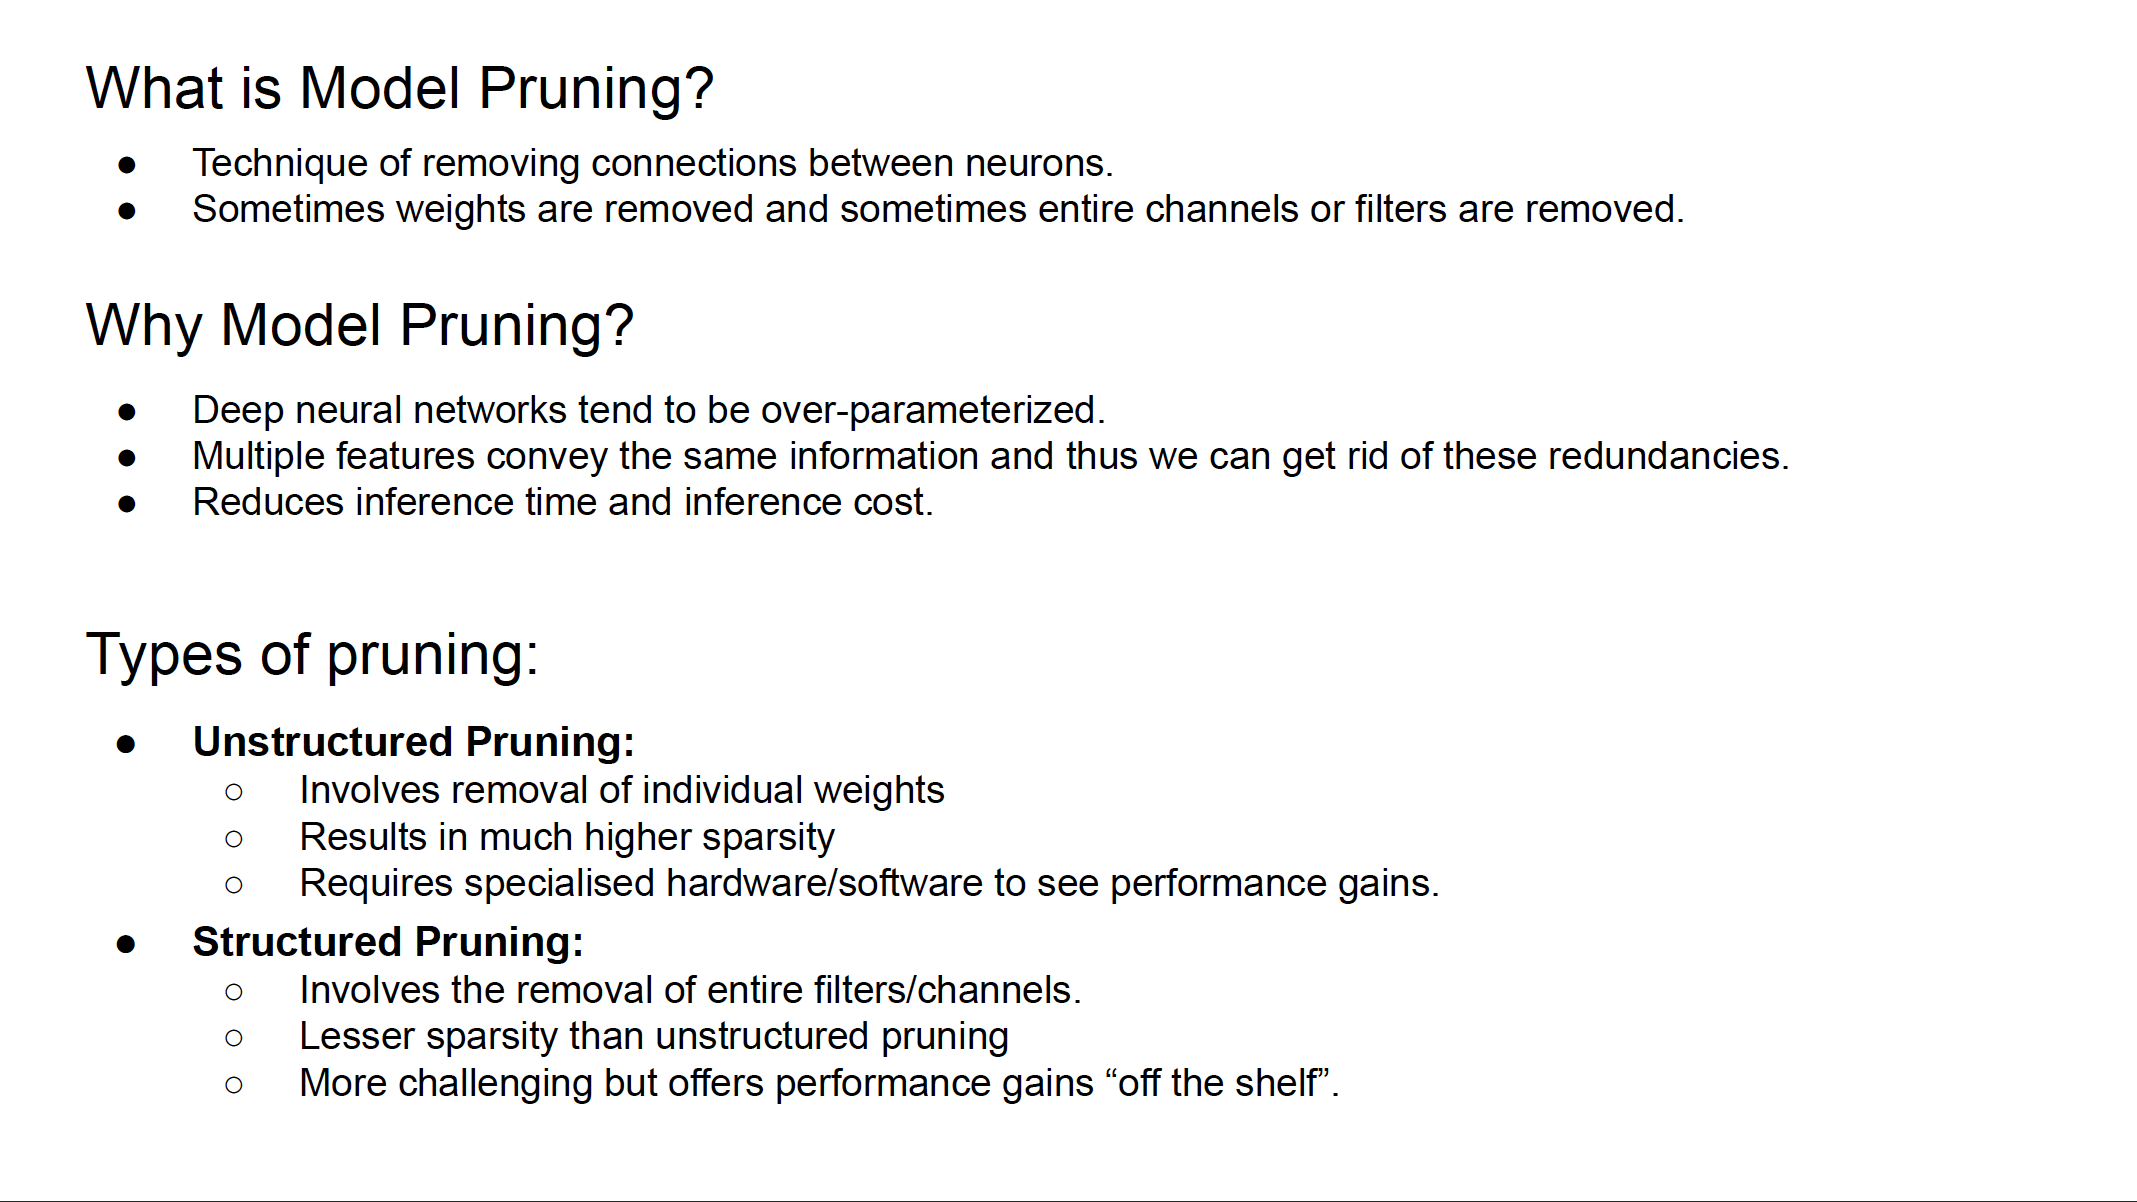 What is Model Pruning?
● Technique of removing connections between neurons.
● Sometimes weights are removed and sometimes entire channels or filters are removed.
Why Model Pruning?
● Deep neural networks tend to be over-parameterized.
● Multiple features convey the same information and thus we can get rid of these redundancies.
● Reduces inference time and inference cost.
Types of pruning:
● Unstructured Pruning:
○ Involves removal of individual weights
○ Results in much higher sparsity
○ Requires specialised hardware/software to see performance gains.
● Structured Pruning:
○ Involves the removal of entire filters/channels.
○ Lesser sparsity than unstructured pruning
○ More challenging but offers performance gains “off the shelf”.